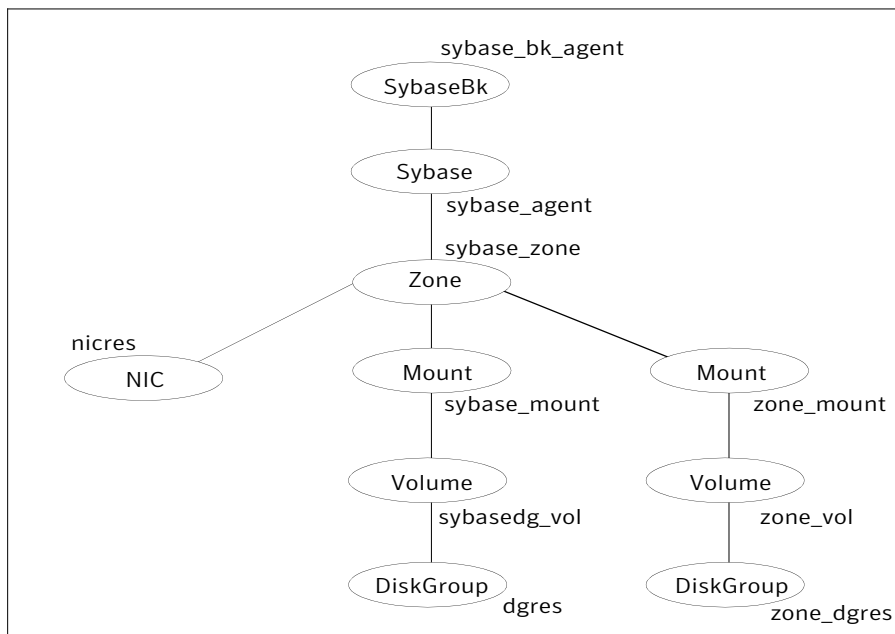 sybase_bk_agent
SybaseBk
Sybase
sybase_agent
sybase_zone
Zone
nicres
NIC
Mount
sybase_mount
Mount
zone_mount
Volume
sybasedg_vol
Volume
zone_vol
DiskGroup
dgres
DiskGroup
zone_dgres